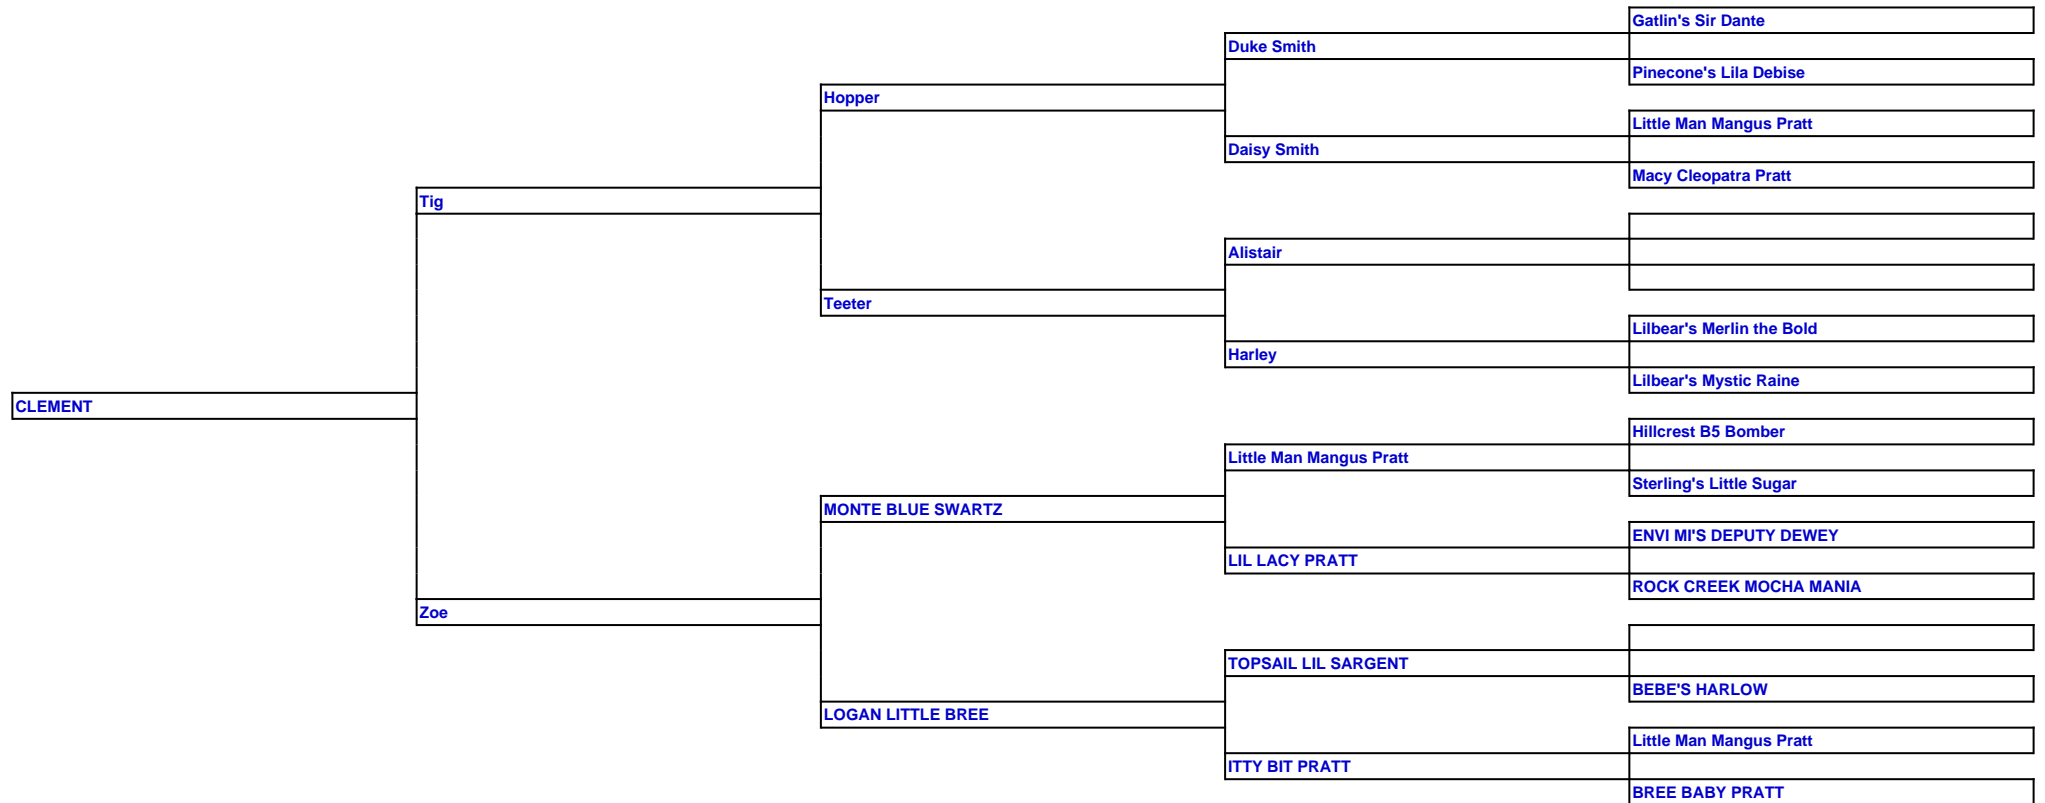 Gatlin's Sir Dante
Duke Smith
Pinecone's Lila Debise
Hopper
Little Man Mangus Pratt
Daisy Smith
Macy Cleopatra Pratt
Tig
Alistair
Teeter
Lilbear's Merlin the Bold
Harley
Lilbear's Mystic Raine
CLEMENT
Hillcrest B5 Bomber
Little Man Mangus Pratt
Sterling's Little Sugar
MONTE BLUE SWARTZ
ENVI MI'S DEPUTY DEWEY
LIL LACY PRATT
ROCK CREEK MOCHA MANIA
Zoe
TOPSAIL LIL SARGENT
BEBE'S HARLOW
LOGAN LITTLE BREE
Little Man Mangus Pratt
ITTY BIT PRATT
BREE BABY PRATT